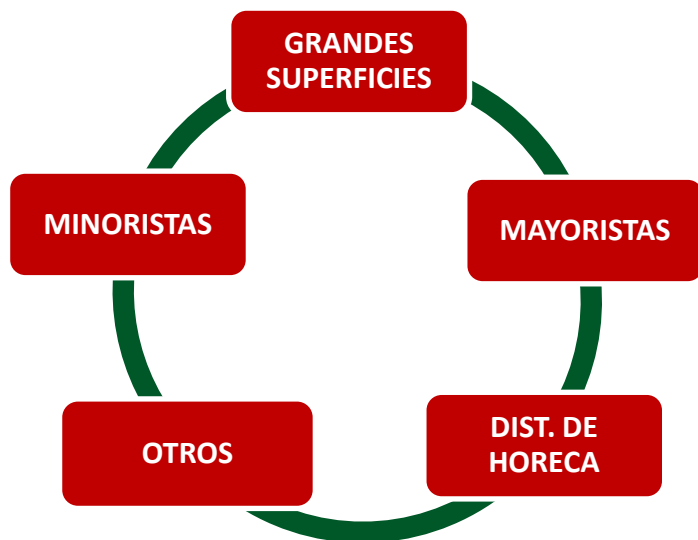 GRANDES
SUPERFICIES
MINORISTAS
MAYORISTAS
OTROS
DIST. DE
HORECA